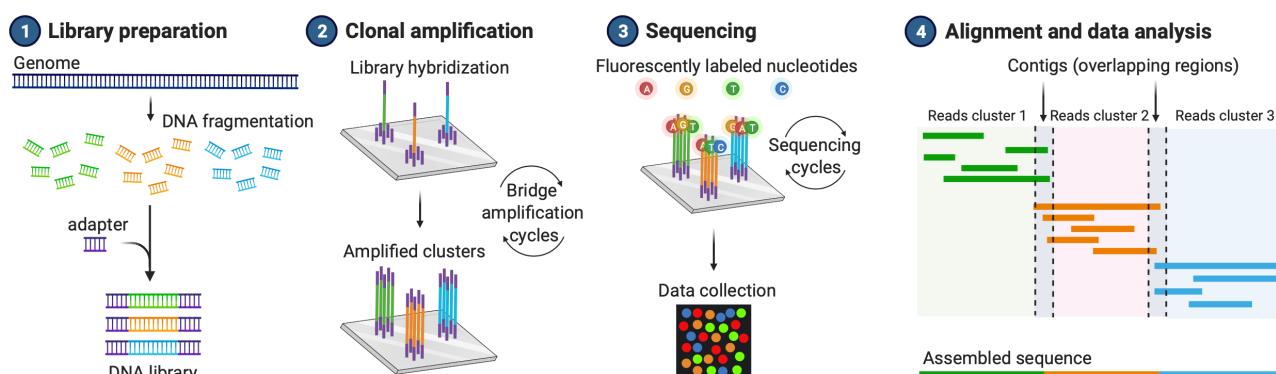 1 Library preparation
Genome
DNA fragmentation
adapter
DNA library
2 Clonal amplification
Library hybridization
Bridge
amplification
cycles
Amplified clusters
3 Sequencing
Fluorescently labeled nucleotides
A G T C
A G T
G A T
A T C
Sequencing
cycles
Data collection
4 Alignment and data analysis
Contigs (overlapping regions)
Reads cluster 1 Reads cluster 2 Reads cluster 3
Assembled sequence